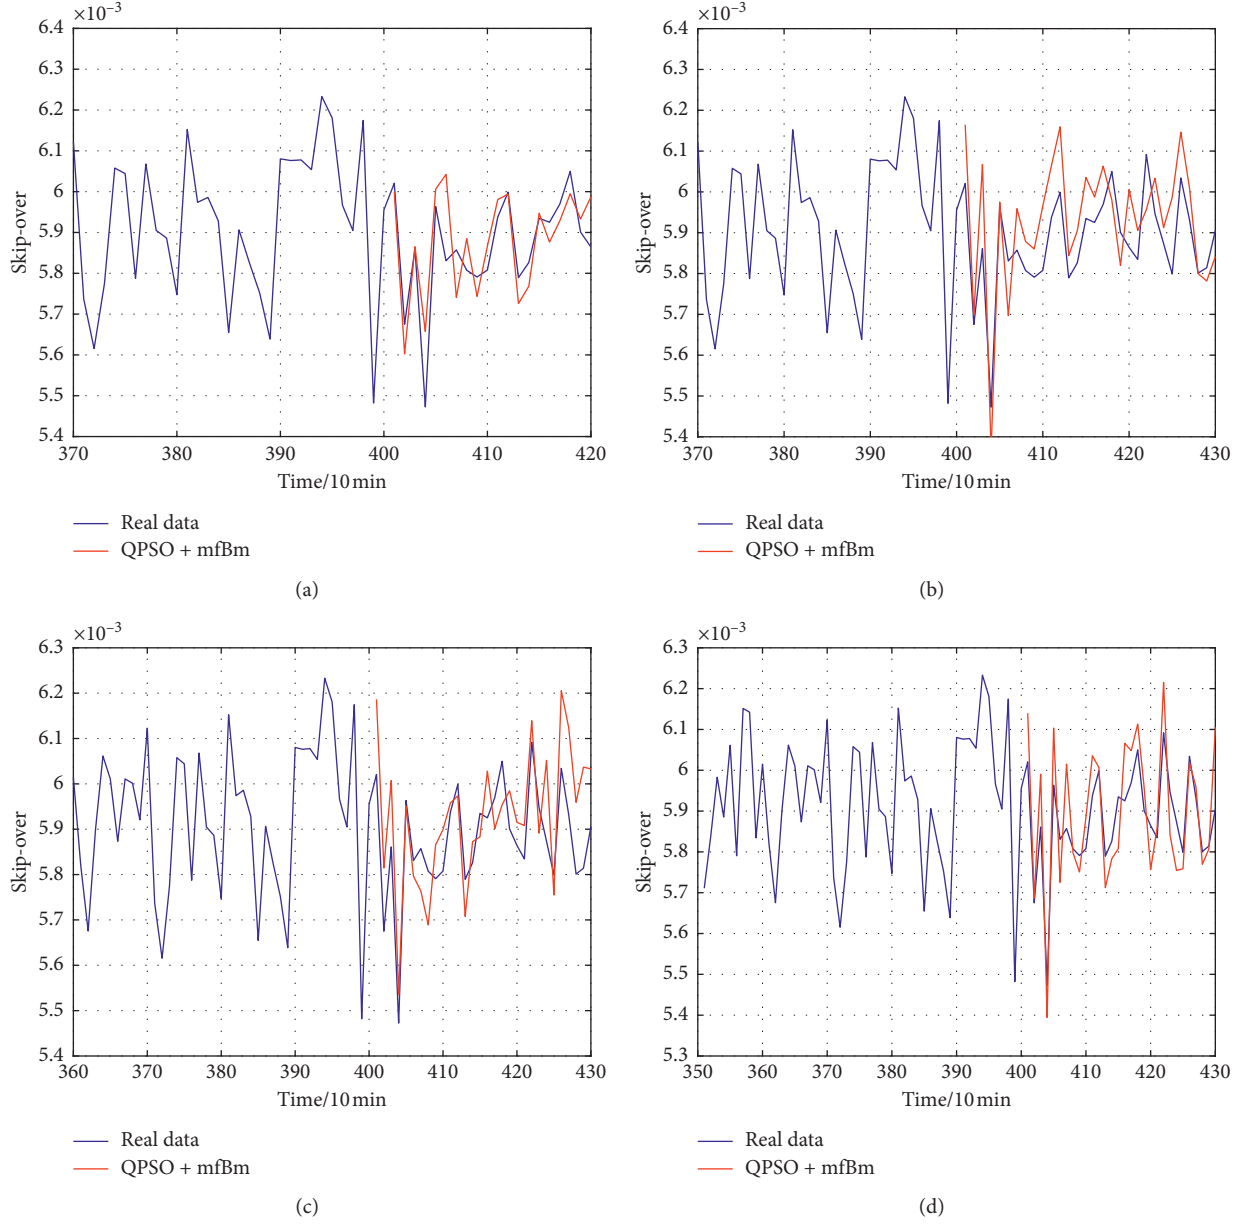 ×10⁻³
6.4
6.3
6.2
6.1
6
5.9
5.8
5.7
5.6
5.5
5.4
Skip-over
370 380 390 400 410 420
Time/10 min
Real data
QPSO + mfBm
(a)
×10⁻³
6.4
6.3
6.2
6.1
6
5.9
5.8
5.7
5.6
5.5
5.4
Skip-over
370 380 390 400 410 420 430
Time/10 min
Real data
QPSO + mfBm
(b)
×10⁻³
6.3
6.2
6.1
6
5.9
5.8
5.7
5.6
5.5
5.4
Skip-over
360 370 380 390 400 410 420 430
Time/10 min
Real data
QPSO + mfBm
(c)
×10⁻³
6.3
6.2
6.1
6
5.9
5.8
5.7
5.6
5.5
5.4
5.3
Skip-over
350 360 370 380 390 400 410 420 430
Time/10 min
Real data
QPSO + mfBm
(d)